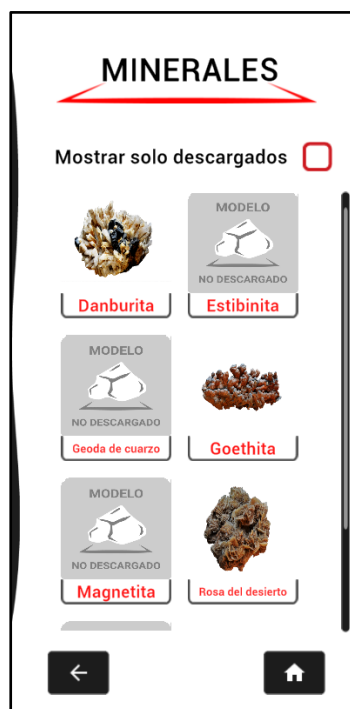 MINERALES
Mostrar solo descargados
MODELO
NO DESCARGADO
Danburita
Estibinita
MODELO
NO DESCARGADO
Geoda de cuarzo
Goethita
MODELO
NO DESCARGADO
Magnetita
Rosa del desierto